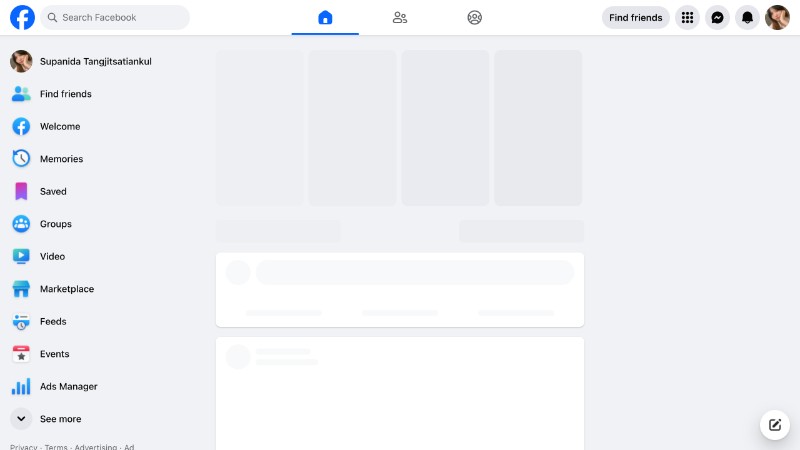 Search Facebook
Find friends
Supanida Tangjitsatiankul
Find friends
Welcome
Memories
Saved
Groups
Video
Marketplace
Feeds
Events
Ads Manager
See more
Privacy · Terms · Advertising · Ad